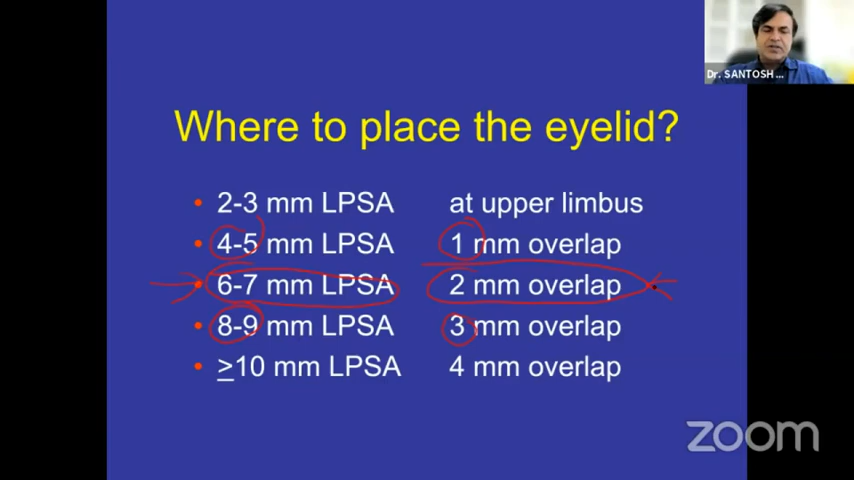 Dr. SANTOSH ...
Where to place the eyelid?
• 2-3 mm LPSA at upper limbus
• 4-5 mm LPSA 1 mm overlap
• 6-7 mm LPSA 2 mm overlap
• 8-9 mm LPSA 3 mm overlap
• ≥10 mm LPSA 4 mm overlap
zoom